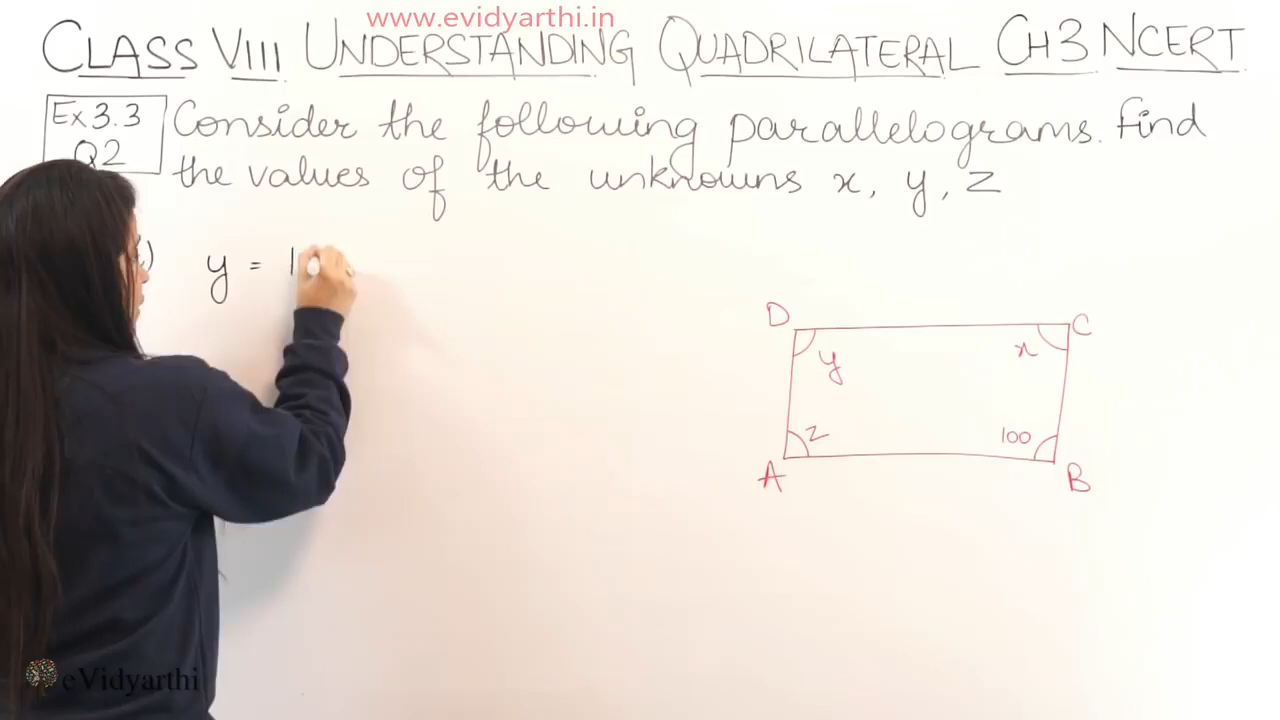 www.evidyarthi.in
CLASS VIII UNDERSTANDING QUADRILATERAL CH3 NCERT
Ex 3.3
Q2
Consider the following parallelograms. Find
the values of the unknowns x, y, z
)
y = 1
D
C
y
x
z
100
A
B
eVidyarthi